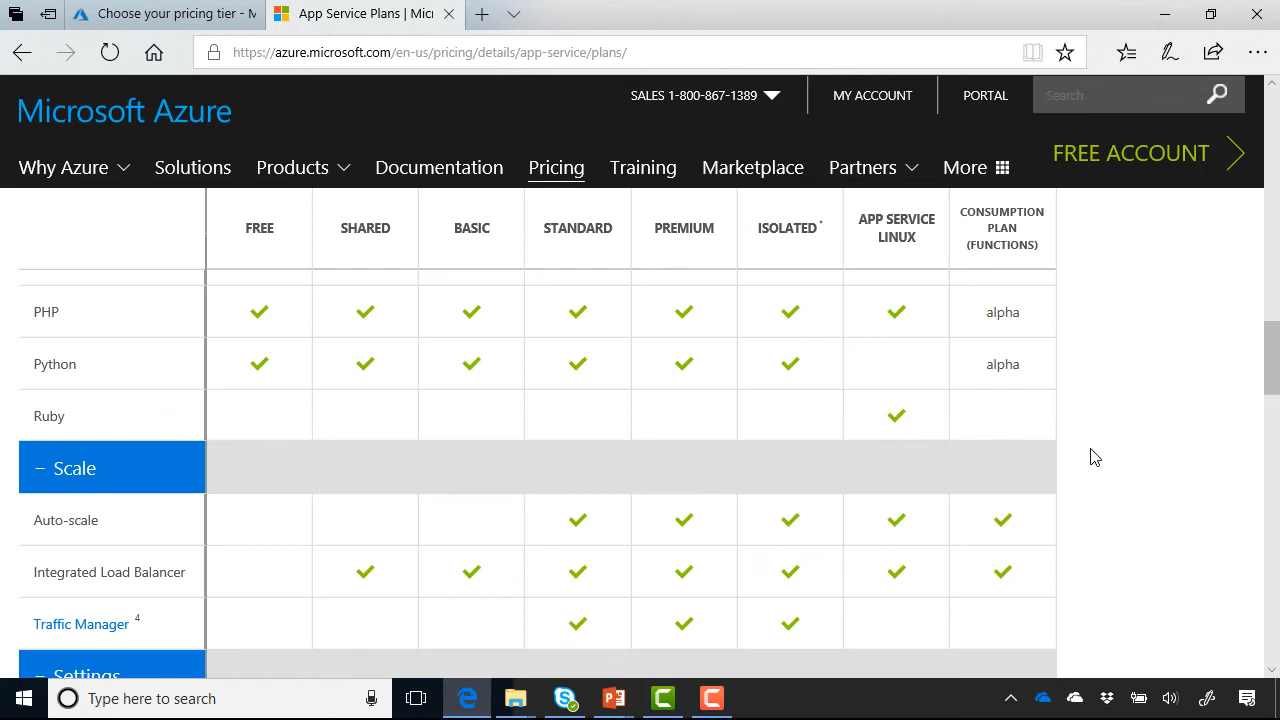 Choose your pricing tier - M
App Service Plans | Micr
https://azure.microsoft.com/en-us/pricing/details/app-service/plans/
Microsoft Azure
SALES 1-800-867-1389
MY ACCOUNT
PORTAL
Search
Why Azure
Solutions
Products
Documentation
Pricing
Training
Marketplace
Partners
More
FREE ACCOUNT
FREE
SHARED
BASIC
STANDARD
PREMIUM
ISOLATED *
APP SERVICE
LINUX
CONSUMPTION
PLAN
(FUNCTIONS)
PHP
alpha
Python
alpha
Ruby
− Scale
Auto-scale
Integrated Load Balancer
Traffic Manager 4
− Settings
Type here to search